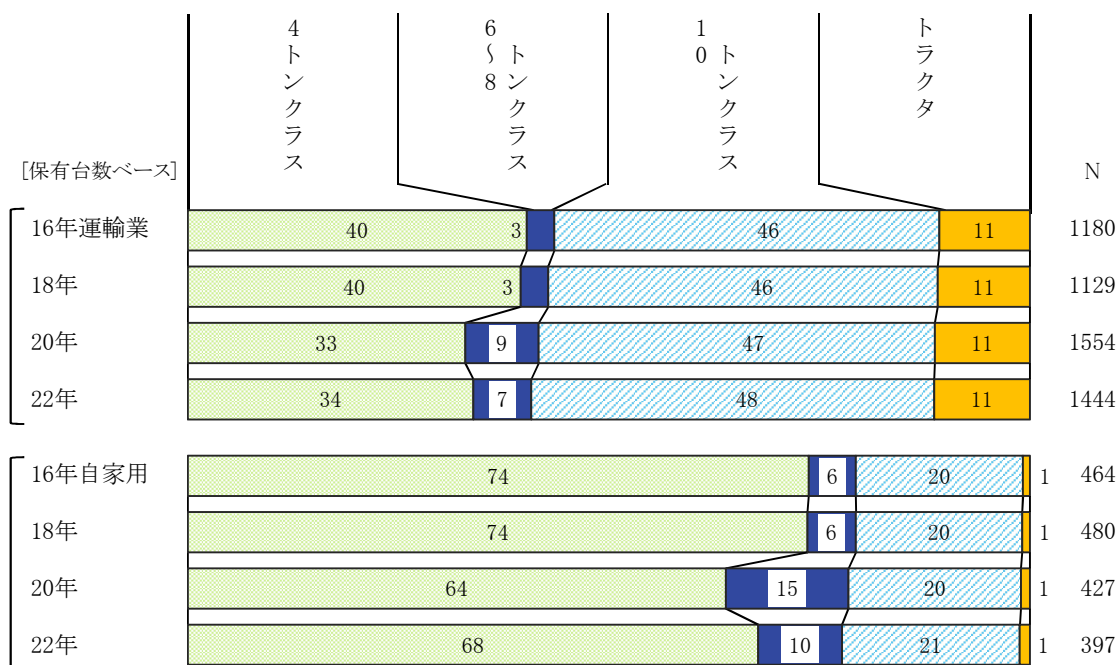 4トンクラス
6〜8トンクラス
10トンクラス
トラクタ
[保有台数ベース] N
16年運輸業 40 3 46 11 1180
18年 40 3 46 11 1129
20年 33 9 47 11 1554
22年 34 7 48 11 1444
16年自家用 74 6 20 1 464
18年 74 6 20 1 480
20年 64 15 20 1 427
22年 68 10 21 1 397